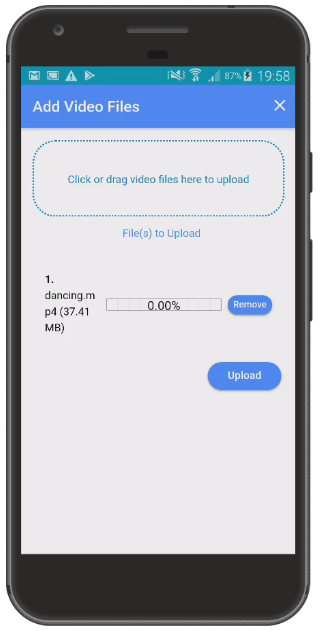 87% 19:58
Add Video Files
Click or drag video files here to upload
File(s) to Upload
1.
dancing.m
p4 (37.41
MB)
0.00%
Remove
Upload